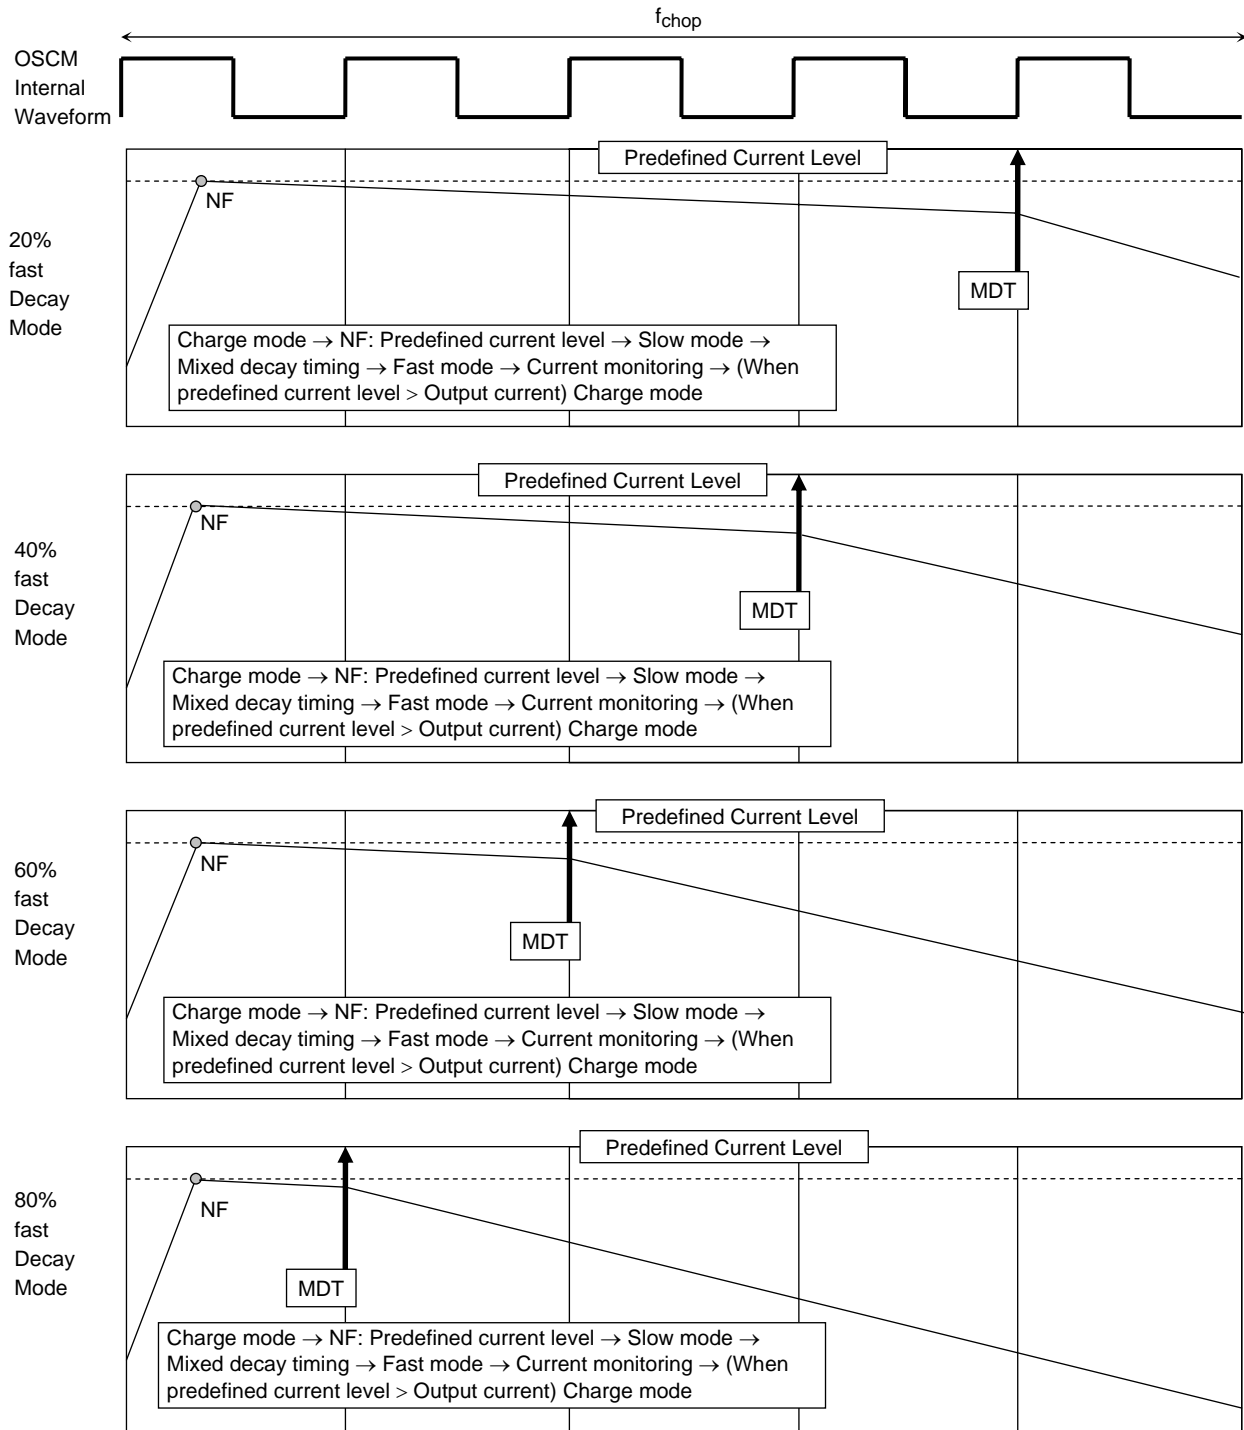 fchop
OSCM
Internal
Waveform
Predefined Current Level
NF
20%
fast
Decay
Mode
MDT
Charge mode → NF: Predefined current level → Slow mode →
Mixed decay timing → Fast mode → Current monitoring → (When
predefined current level > Output current) Charge mode
Predefined Current Level
NF
40%
fast
Decay
Mode
MDT
Charge mode → NF: Predefined current level → Slow mode →
Mixed decay timing → Fast mode → Current monitoring → (When
predefined current level > Output current) Charge mode
Predefined Current Level
NF
60%
fast
Decay
Mode
MDT
Charge mode → NF: Predefined current level → Slow mode →
Mixed decay timing → Fast mode → Current monitoring → (When
predefined current level > Output current) Charge mode
Predefined Current Level
NF
80%
fast
Decay
Mode
MDT
Charge mode → NF: Predefined current level → Slow mode →
Mixed decay timing → Fast mode → Current monitoring → (When
predefined current level > Output current) Charge mode